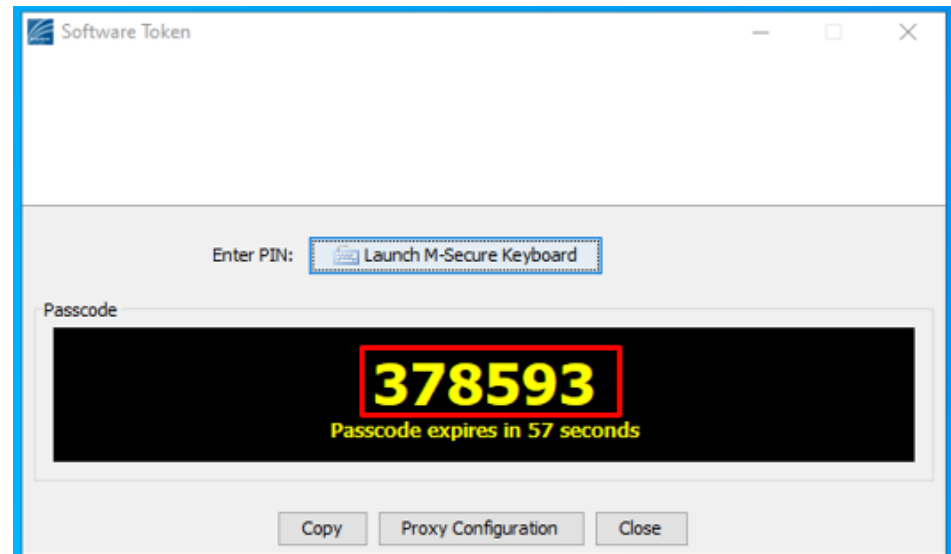 Software Token
Enter PIN: Launch M-Secure Keyboard
Passcode
378593
Passcode expires in 57 seconds
Copy Proxy Configuration Close